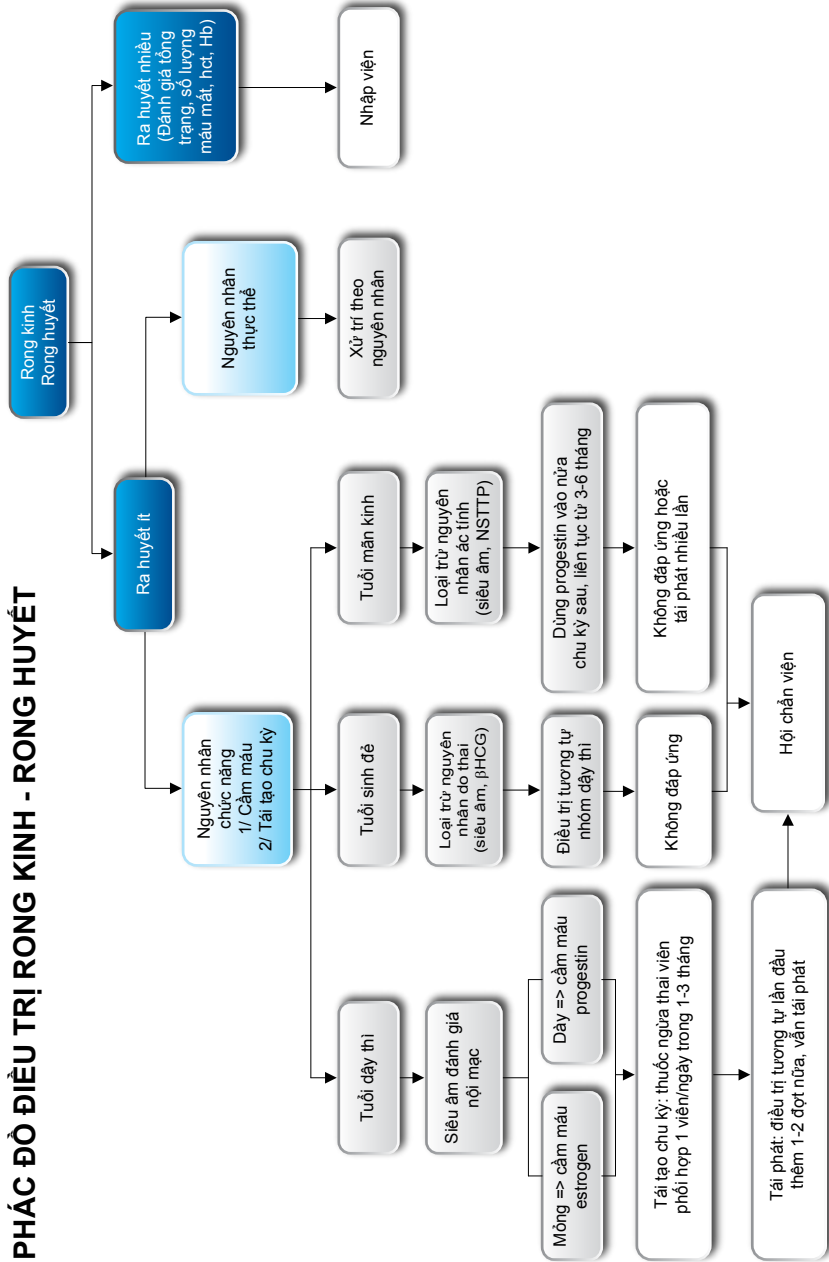 PHÁC ĐỒ ĐIỀU TRỊ RONG KINH - RONG HUYẾT
Rong kinh
Rong huyết
Ra huyết ít
Ra huyết nhiều
(Đánh giá tổng
trạng, số lượng
máu mất, hct, Hb)
Nguyên nhân
chức năng
1/ Cầm máu
2/ Tái tạo chu kỳ
Nguyên nhân
thực thể
Nhập viện
Tuổi dậy thì
Tuổi sinh đẻ
Tuổi mãn kinh
Xử trí theo
nguyên nhân
Siêu âm đánh giá
nội mạc
Loại trừ nguyên
nhân do thai
(siêu âm, βHCG)
Loại trừ nguyên
nhân ác tính
(siêu âm, NSTTP)
Mỏng => cầm máu
estrogen
Dày => cầm máu
progestin
Điều trị tương tự
nhóm dậy thì
Dùng progestin vào nửa
chu kỳ sau, liên tục từ 3-6 tháng
Tái tạo chu kỳ: thuốc ngừa thai viên
phối hợp 1 viên/ngày trong 1-3 tháng
Không đáp ứng
Không đáp ứng hoặc
tái phát nhiều lần
Tái phát: điều trị tương tự lần đầu
thêm 1-2 đợt nữa, vẫn tái phát
Hội chẩn viện